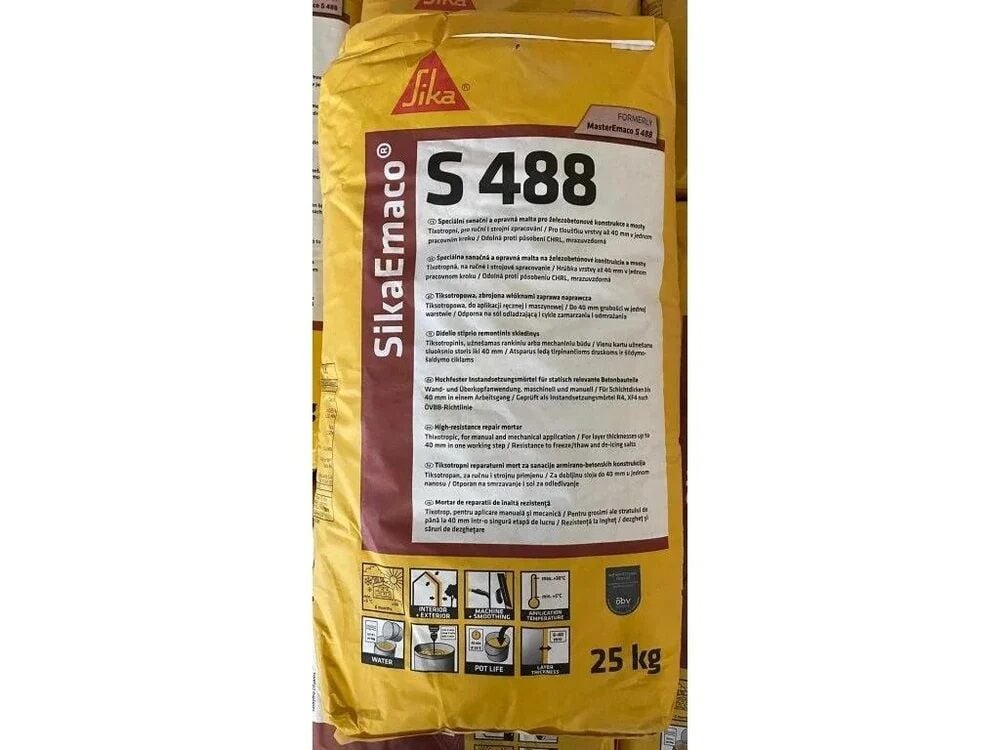 Sika
Sika®
FORMERLY
MasterEmaco S 488
SikaEmaco®
S 488
Speciální sanační a opravná malta pro železobetonové konstrukce a mosty
Tixotropní, pro ruční i strojní zpracování / Pro tloušťku vrstvy až 40 mm v jednom
pracovním kroku / Odolná proti působení CHRL, mrazuvzdorná
Speciálna sanačná a opravná malta na železobetónové konštrukcie a mosty
Tixotropná, na ručné i strojové spracovanie / Hrúbka vrstvy až 40 mm v jednom
pracovnom kroku / Odolná proti pôsobeniu CHRL, mrazuvzdorná
Tiksotropowa, zbrojona włóknami zaprawa naprawcza
Tiksotropowa, do aplikacji ręcznej i maszynowej / Do 40 mm grubości w jednej
warstwie / Odporna na sól odladzającą i cykle zamarzania i odmrażania
Didelio stiprio remontinis skiedinys
Tiksotropinis, užnešamas rankiniu arba mechaniniu būdu / Vienu kartu užnešamo
sluoksnio storis iki 40 mm / Atsparus ledą tirpinantiems druskoms ir šildymo-
šaldymo ciklams
Hochfester Instandsetzungsmörtel für statisch relevante Betonbauteile
Wand- und Überkopfanwendung, maschinell und manuell / Für Schichtdicken bis
40 mm in einem Arbeitsgang / Geprüft als Instandsetzungsmörtel R4, XF4 nach
ÖVBB-Richtlinie
High-resistance repair mortar
Thixotropic, for manual and mechanical application / For layer thicknesses up to
40 mm in one working step / Resistance to freeze/thaw and de-icing salts
Tiksotropni reparaturni mort za sanacije armirano-betonskih konstrukcija
Tiksotropan, za ručnu i strojnu primjenu / Za debljinu sloja do 40 mm u jednom
nanosu / Otporan na smrzavanje i sol za odleđivanje
Mortar de reparatii de înaltă rezistență
Tixotrop, pentru aplicare manuală și mecanică / Pentru grosimi ale stratului de
până la 40 mm într-o singură etapă de lucru / Rezistență la îngheț / dezgheț și
săruri de dezghețare
6 months
INTERIOR
+ EXTERIOR
MACHINE
+ SMOOTHING
max. +30°C
min. +5°C
APPLICATION
TEMPERATURE
öbv
WATER
POT LIFE
LAYER
THICKNESS
25 kg